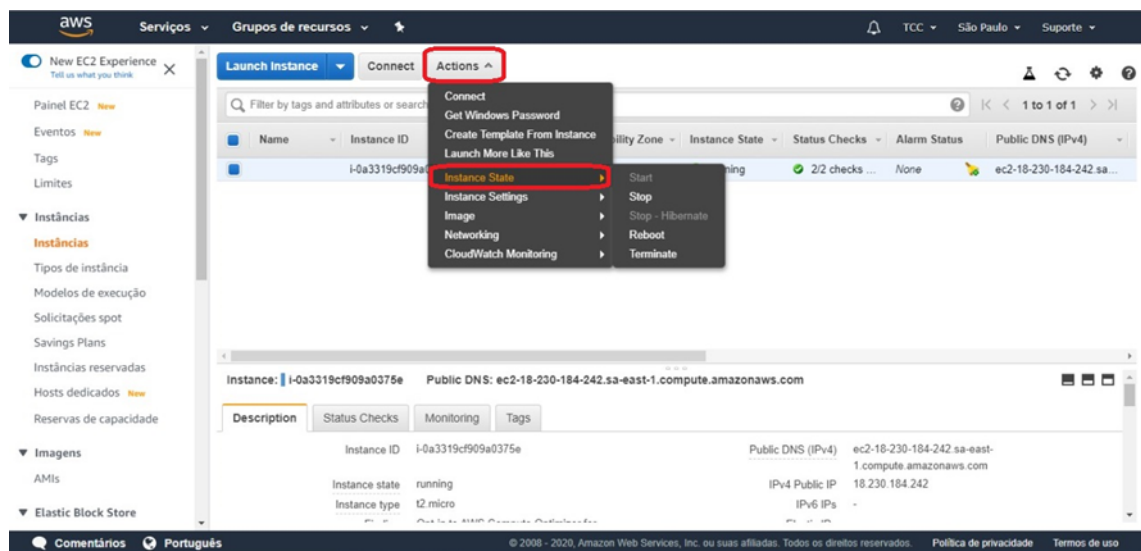 aws Serviços Grupos de recursos TCC São Paulo Suporte
New EC2 Experience
Tell us what you think
Painel EC2 New
Eventos New
Tags
Limites
Instâncias
Instâncias
Tipos de instância
Modelos de execução
Solicitações spot
Savings Plans
Instâncias reservadas
Hosts dedicados New
Reservas de capacidade
Imagens
AMIs
Elastic Block Store
Launch Instance Connect Actions
Filter by tags and attributes or search 1 to 1 of 1
Name Instance ID bility Zone Instance State Status Checks Alarm Status Public DNS (IPv4)
i-0a3319cf909a ning 2/2 checks ... None ec2-18-230-184-242.sa...
Connect
Get Windows Password
Create Template From Instance
Launch More Like This
Instance State
Instance Settings
Image
Networking
CloudWatch Monitoring
Start
Stop
Stop - Hibernate
Reboot
Terminate
Instance: i-0a3319cf909a0375e Public DNS: ec2-18-230-184-242.sa-east-1.compute.amazonaws.com
Description Status Checks Monitoring Tags
Instance ID i-0a3319cf909a0375e
Instance state running
Instance type t2.micro
Public DNS (IPv4) ec2-18-230-184-242.sa-east-
1.compute.amazonaws.com
IPv4 Public IP 18.230.184.242
IPv6 IPs -
Comentários Português © 2008 - 2020, Amazon Web Services, Inc. ou suas afiliadas. Todos os direitos reservados. Política de privacidade Termos de uso